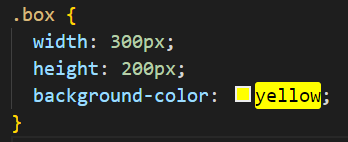 .box {
  width: 300px;
  height: 200px;
  background-color: yellow;
}